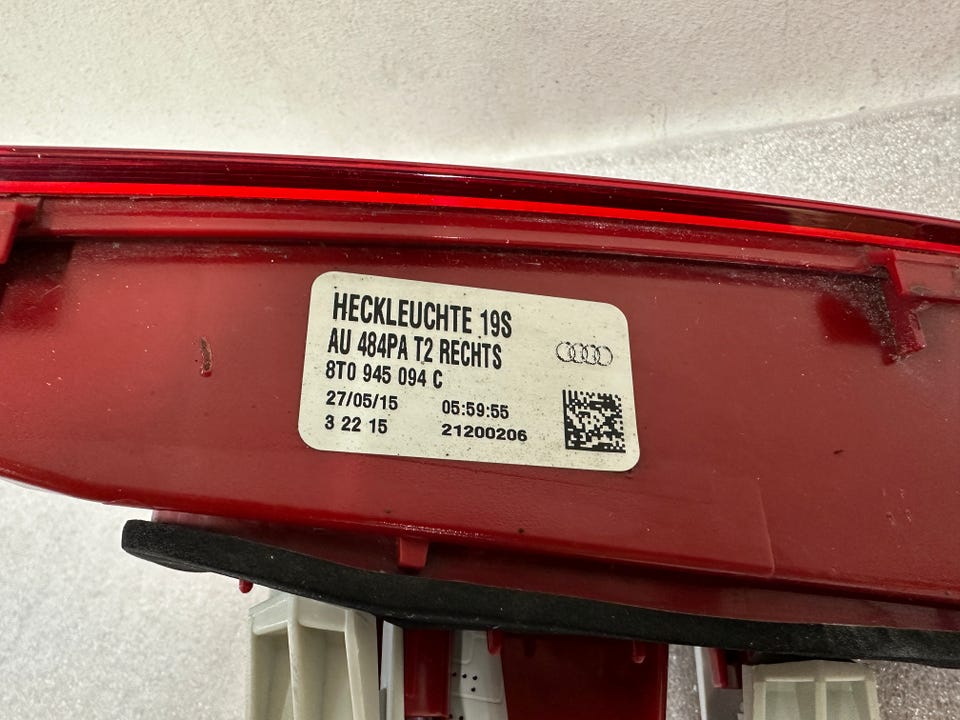 HECKLEUCHTE 19S
AU 484PA T2 RECHTS
8T0 945 094 C
27/05/15 05:59:55
3 22 15 21200206